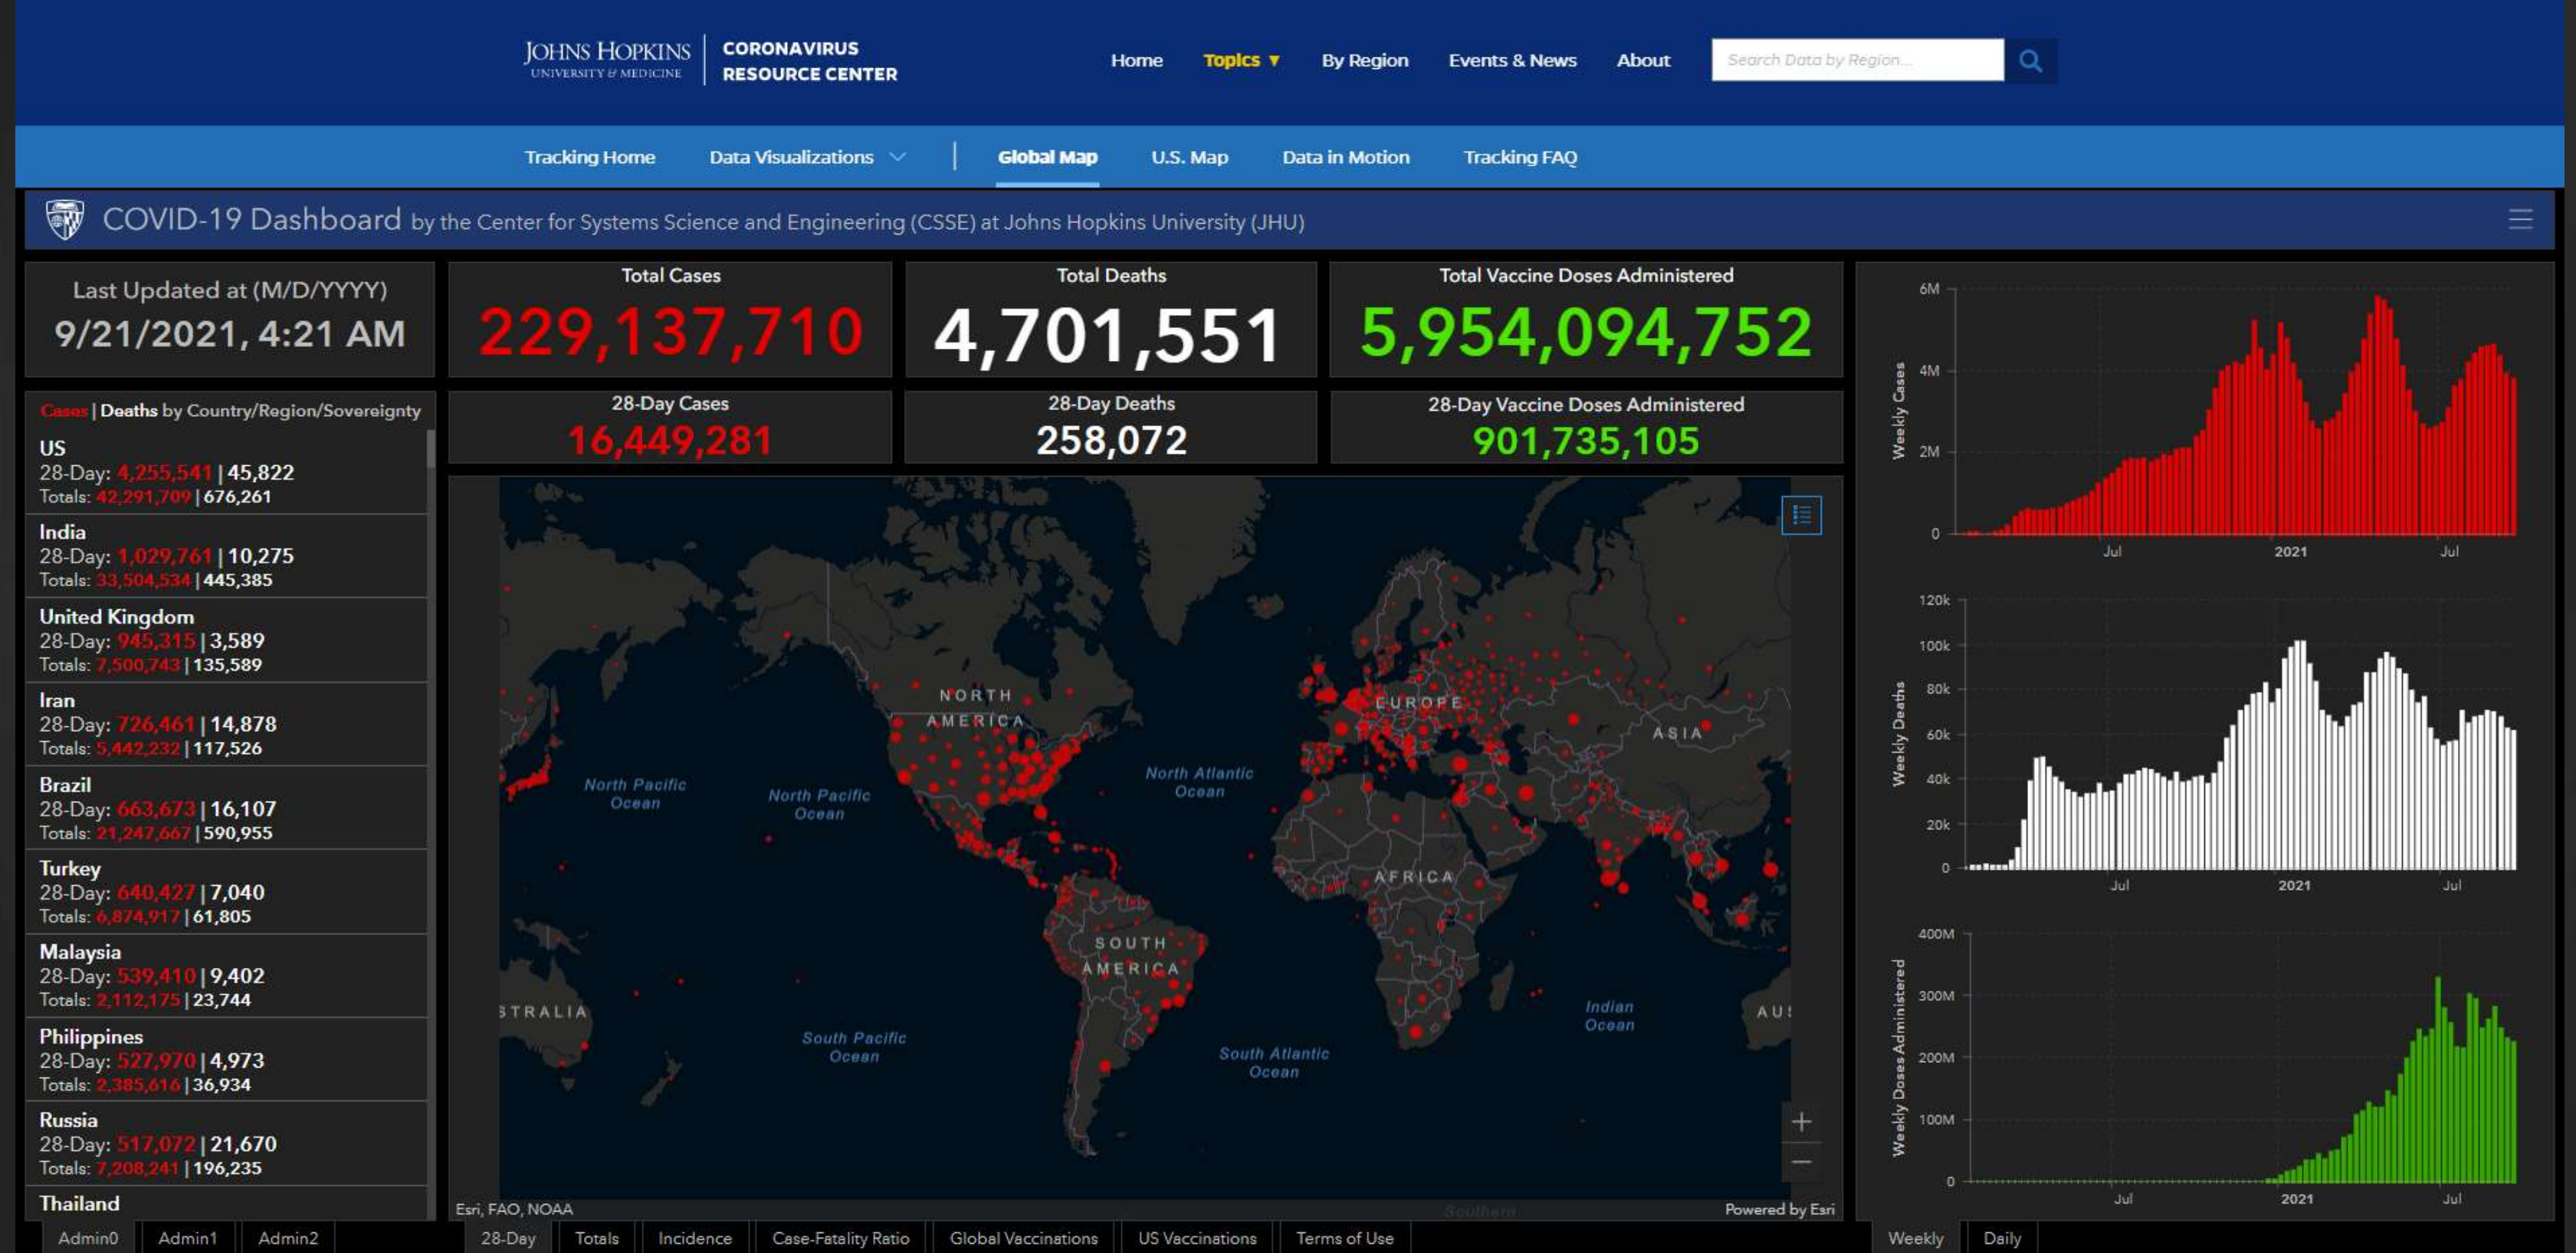 JOHNS HOPKINS
UNIVERSITY & MEDICINE
CORONAVIRUS
RESOURCE CENTER
Home Topics ▼ By Region Events & News About Search Data by Region...
Tracking Home Data Visualizations | Global Map U.S. Map Data in Motion Tracking FAQ
COVID-19 Dashboard by the Center for Systems Science and Engineering (CSSE) at Johns Hopkins University (JHU)
Last Updated at (M/D/YYYY)
9/21/2021, 4:21 AM
Total Cases
229,137,710
Total Deaths
4,701,551
Total Vaccine Doses Administered
5,954,094,752
28-Day Cases
16,449,281
28-Day Deaths
258,072
28-Day Vaccine Doses Administered
901,735,105
Cases | Deaths by Country/Region/Sovereignty
US
28-Day: 4,255,541 | 45,822
Totals: 42,291,709 | 676,261
India
28-Day: 1,029,761 | 10,275
Totals: 33,504,534 | 445,385
United Kingdom
28-Day: 945,315 | 3,589
Totals: 7,500,743 | 135,589
Iran
28-Day: 726,461 | 14,878
Totals: 5,442,232 | 117,526
Brazil
28-Day: 663,673 | 16,107
Totals: 21,247,667 | 590,955
Turkey
28-Day: 640,427 | 7,040
Totals: 6,874,917 | 61,805
Malaysia
28-Day: 539,410 | 9,402
Totals: 2,112,175 | 23,744
Philippines
28-Day: 527,970 | 4,973
Totals: 2,385,616 | 36,934
Russia
28-Day: 517,072 | 21,670
Totals: 7,208,241 | 196,235
Thailand
Admin0 Admin1 Admin2
NORTH
AMERICA
EUROPE
ASIA
North Pacific
Ocean
North Pacific
Ocean
North Atlantic
Ocean
AFRICA
SOUTH
AMERICA
STRALIA
South Pacific
Ocean
South Atlantic
Ocean
Indian
Ocean
AUS
Southern
+
−
Esri, FAO, NOAA
Powered by Esri
28-Day Totals Incidence Case-Fatality Ratio Global Vaccinations US Vaccinations Terms of Use
Weekly Cases
6M
4M
2M
0
Jul 2021 Jul
Weekly Deaths
120k
100k
80k
60k
40k
20k
0
Jul 2021 Jul
Weekly Doses Administered
400M
300M
200M
100M
0
Jul 2021 Jul
Weekly Daily